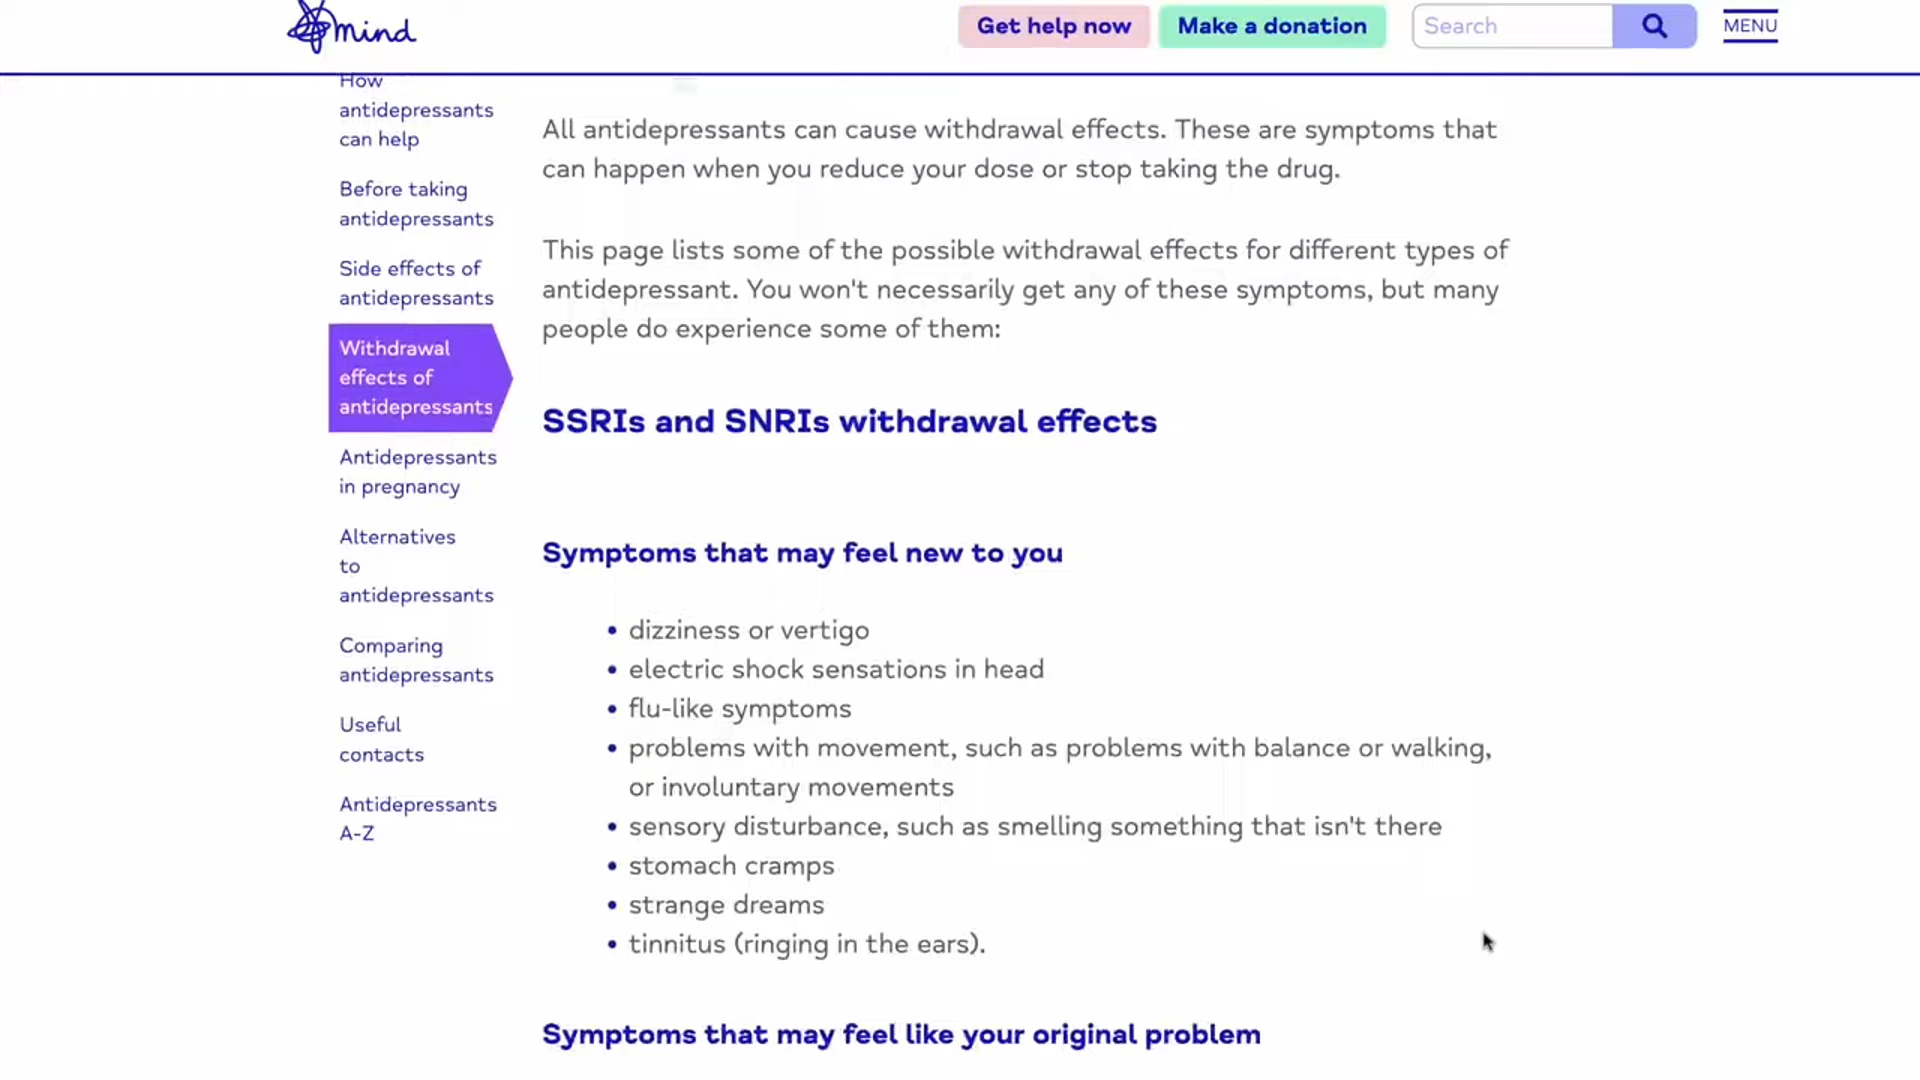 mind
Get help now
Make a donation
Search
MENU
How
antidepressants
can help
Before taking
antidepressants
Side effects of
antidepressants
Withdrawal
effects of
antidepressants
Antidepressants
in pregnancy
Alternatives
to
antidepressants
Comparing
antidepressants
Useful
contacts
Antidepressants
A-Z
All antidepressants can cause withdrawal effects. These are symptoms that
can happen when you reduce your dose or stop taking the drug.
This page lists some of the possible withdrawal effects for different types of
antidepressant. You won't necessarily get any of these symptoms, but many
people do experience some of them:
SSRIs and SNRIs withdrawal effects
Symptoms that may feel new to you
• dizziness or vertigo
• electric shock sensations in head
• flu-like symptoms
• problems with movement, such as problems with balance or walking,
or involuntary movements
• sensory disturbance, such as smelling something that isn't there
• stomach cramps
• strange dreams
• tinnitus (ringing in the ears).
Symptoms that may feel like your original problem